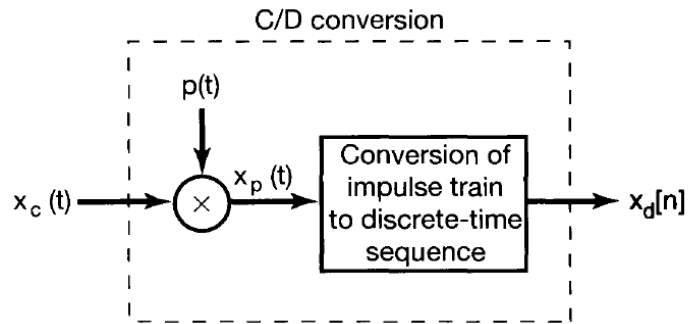 C/D conversion
p(t)
x_c (t)
×
x_p (t)
Conversion of
impulse train
to discrete-time
sequence
x_d[n]